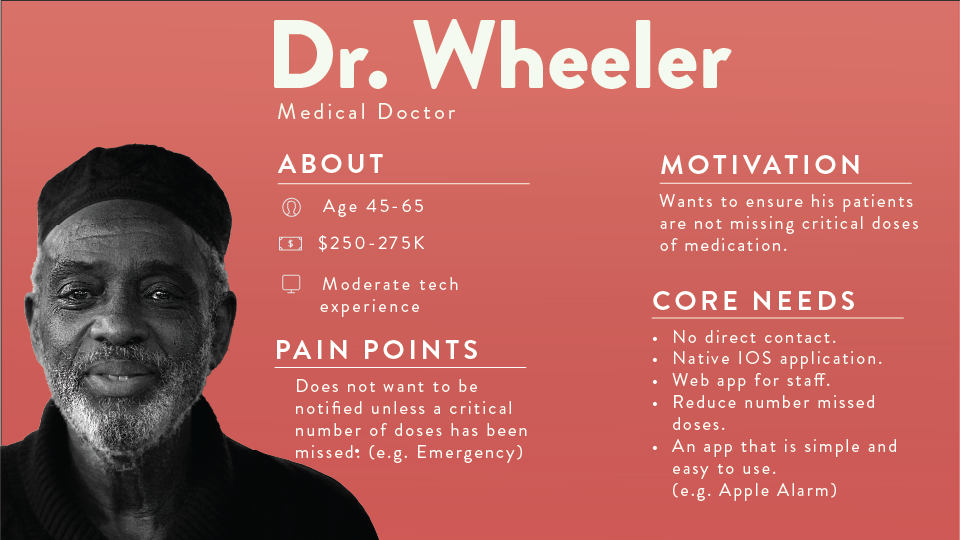 Dr. Wheeler
Medical Doctor
ABOUT
Age 45-65
$250-275K
Moderate tech
experience
PAIN POINTS
Does not want to be
notified unless a critical
number of doses has been
missed: (e.g. Emergency)
MOTIVATION
Wants to ensure his patients
are not missing critical doses
of medication.
CORE NEEDS
• No direct contact.
• Native IOS application.
• Web app for staff.
• Reduce number missed
doses.
• An app that is simple and
easy to use.
(e.g. Apple Alarm)